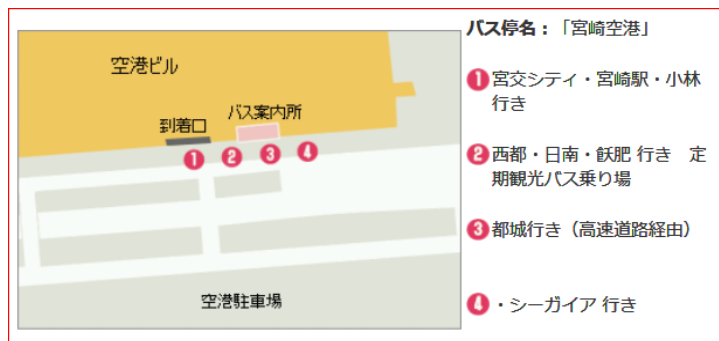 空港ビル
到着口
バス案内所
1 2 3 4
空港駐車場
バス停名：「宮崎空港」
1 宮交シティ・宮崎駅・小林
行き
2 西都・日南・飫肥 行き　定
期観光バス乗り場
3 都城行き（高速道路経由）
4 ・シーガイア 行き